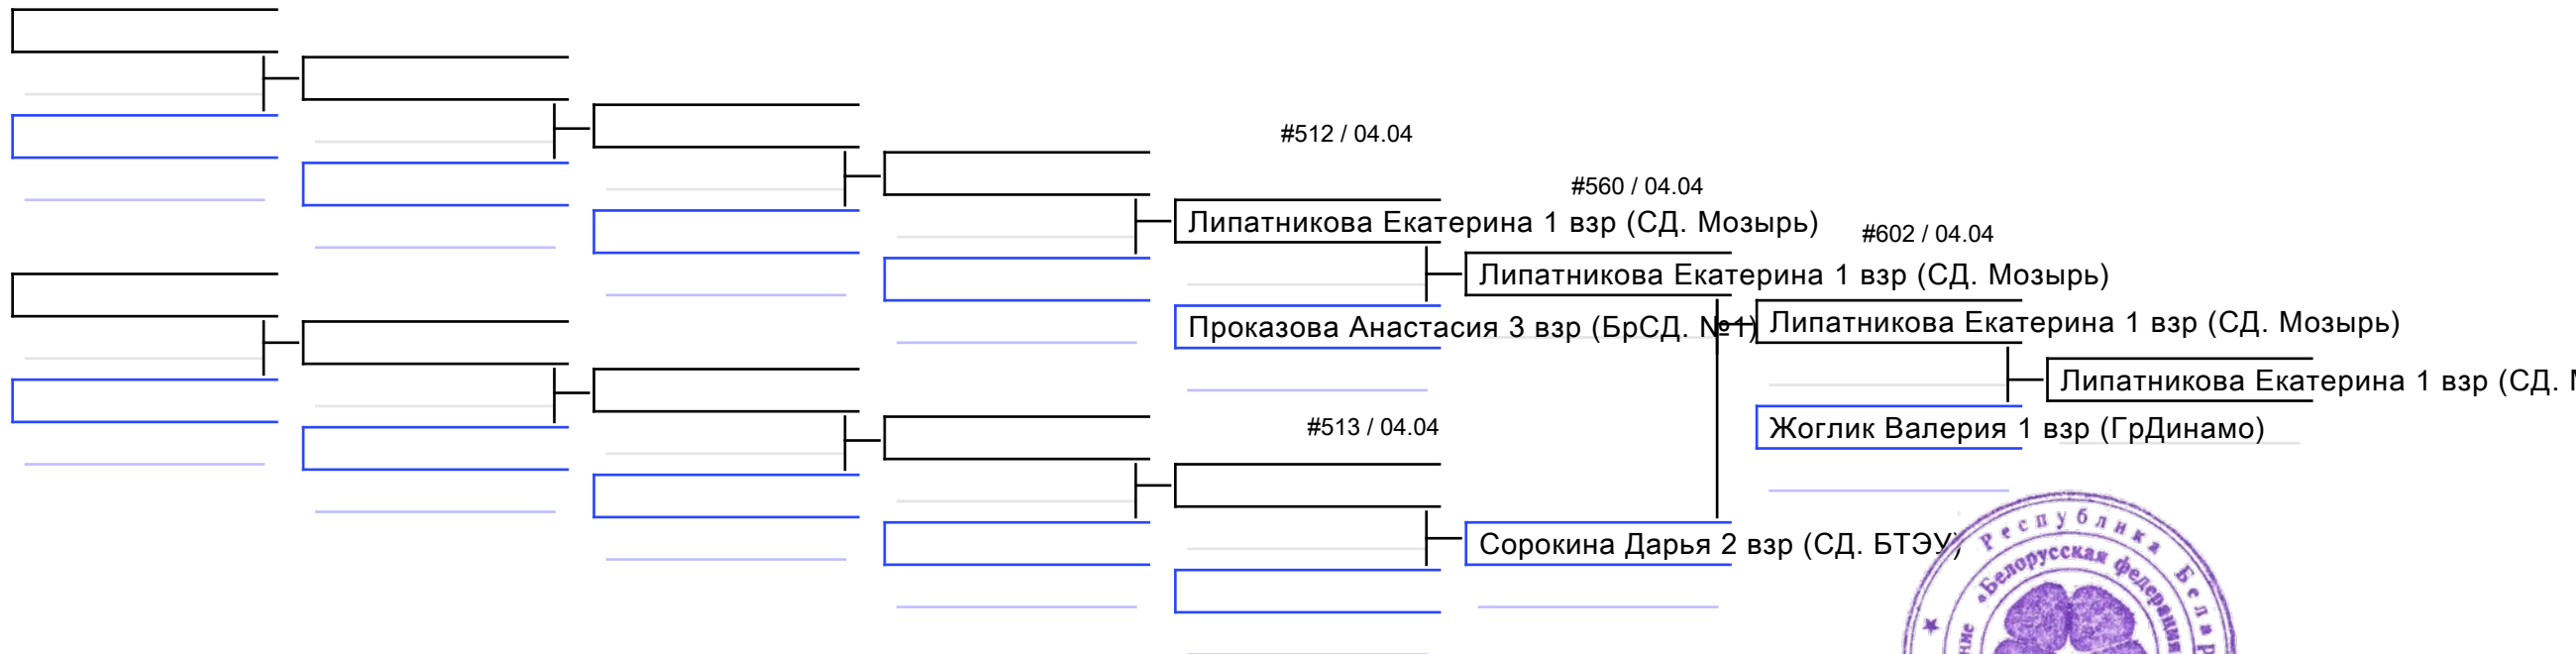 #512 / 04.04
#560 / 04.04
Липатникова Екатерина 1 взр (СД. Мозырь)
#602 / 04.04
Липатникова Екатерина 1 взр (СД. Мозырь)
Проказова Анастасия 3 взр (БрСД. №1)
Липатникова Екатерина 1 взр (СД. Мозырь)
Липатникова Екатерина 1 взр (СД.
#513 / 04.04
Жоглик Валерия 1 взр (ГрДинамо)
Сорокина Дарья 2 взр (СД. БТЭУ)
Республика Белар
«Белорусская федерация